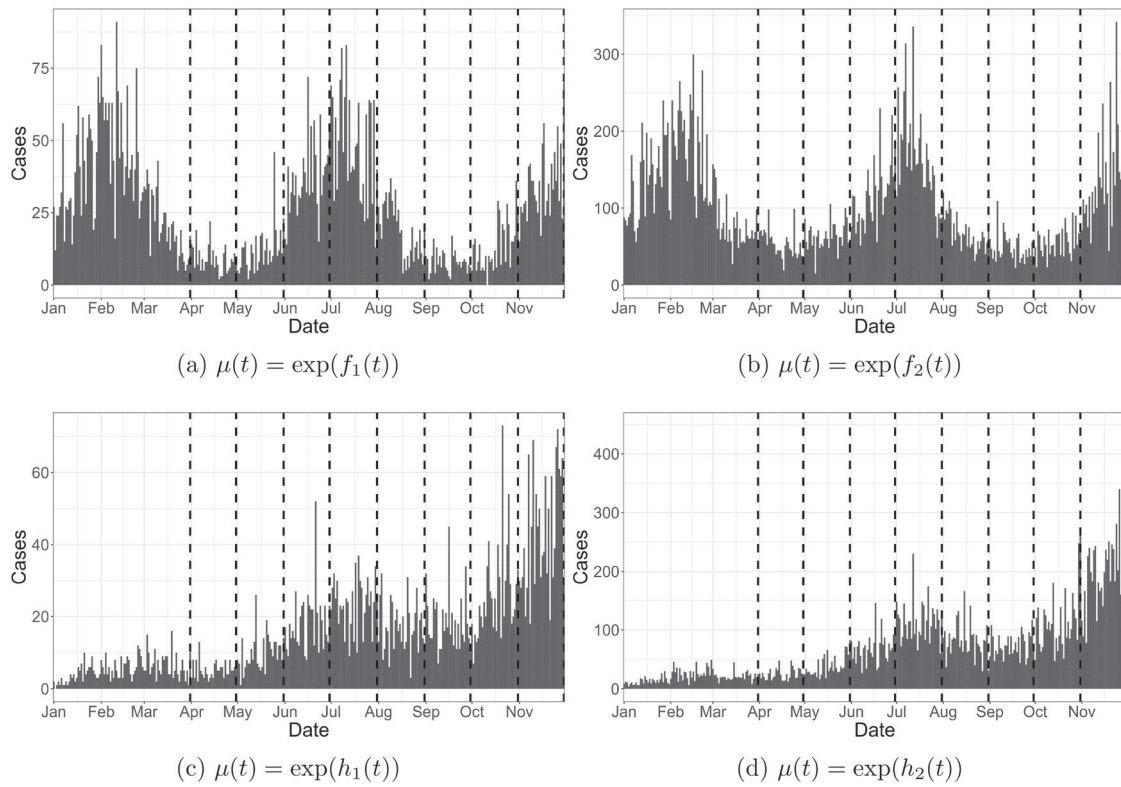 75
50
25
0
Cases
Jan Feb Mar Apr May Jun Jul Aug Sep Oct Nov
Date
(a) μ(t) = exp(f₁(t))
300
200
100
0
Cases
Jan Feb Mar Apr May Jun Jul Aug Sep Oct Nov
Date
(b) μ(t) = exp(f₂(t))
60
40
20
0
Cases
Jan Feb Mar Apr May Jun Jul Aug Sep Oct Nov
Date
(c) μ(t) = exp(h₁(t))
400
300
200
100
0
Cases
Jan Feb Mar Apr May Jun Jul Aug Sep Oct Nov
Date
(d) μ(t) = exp(h₂(t))